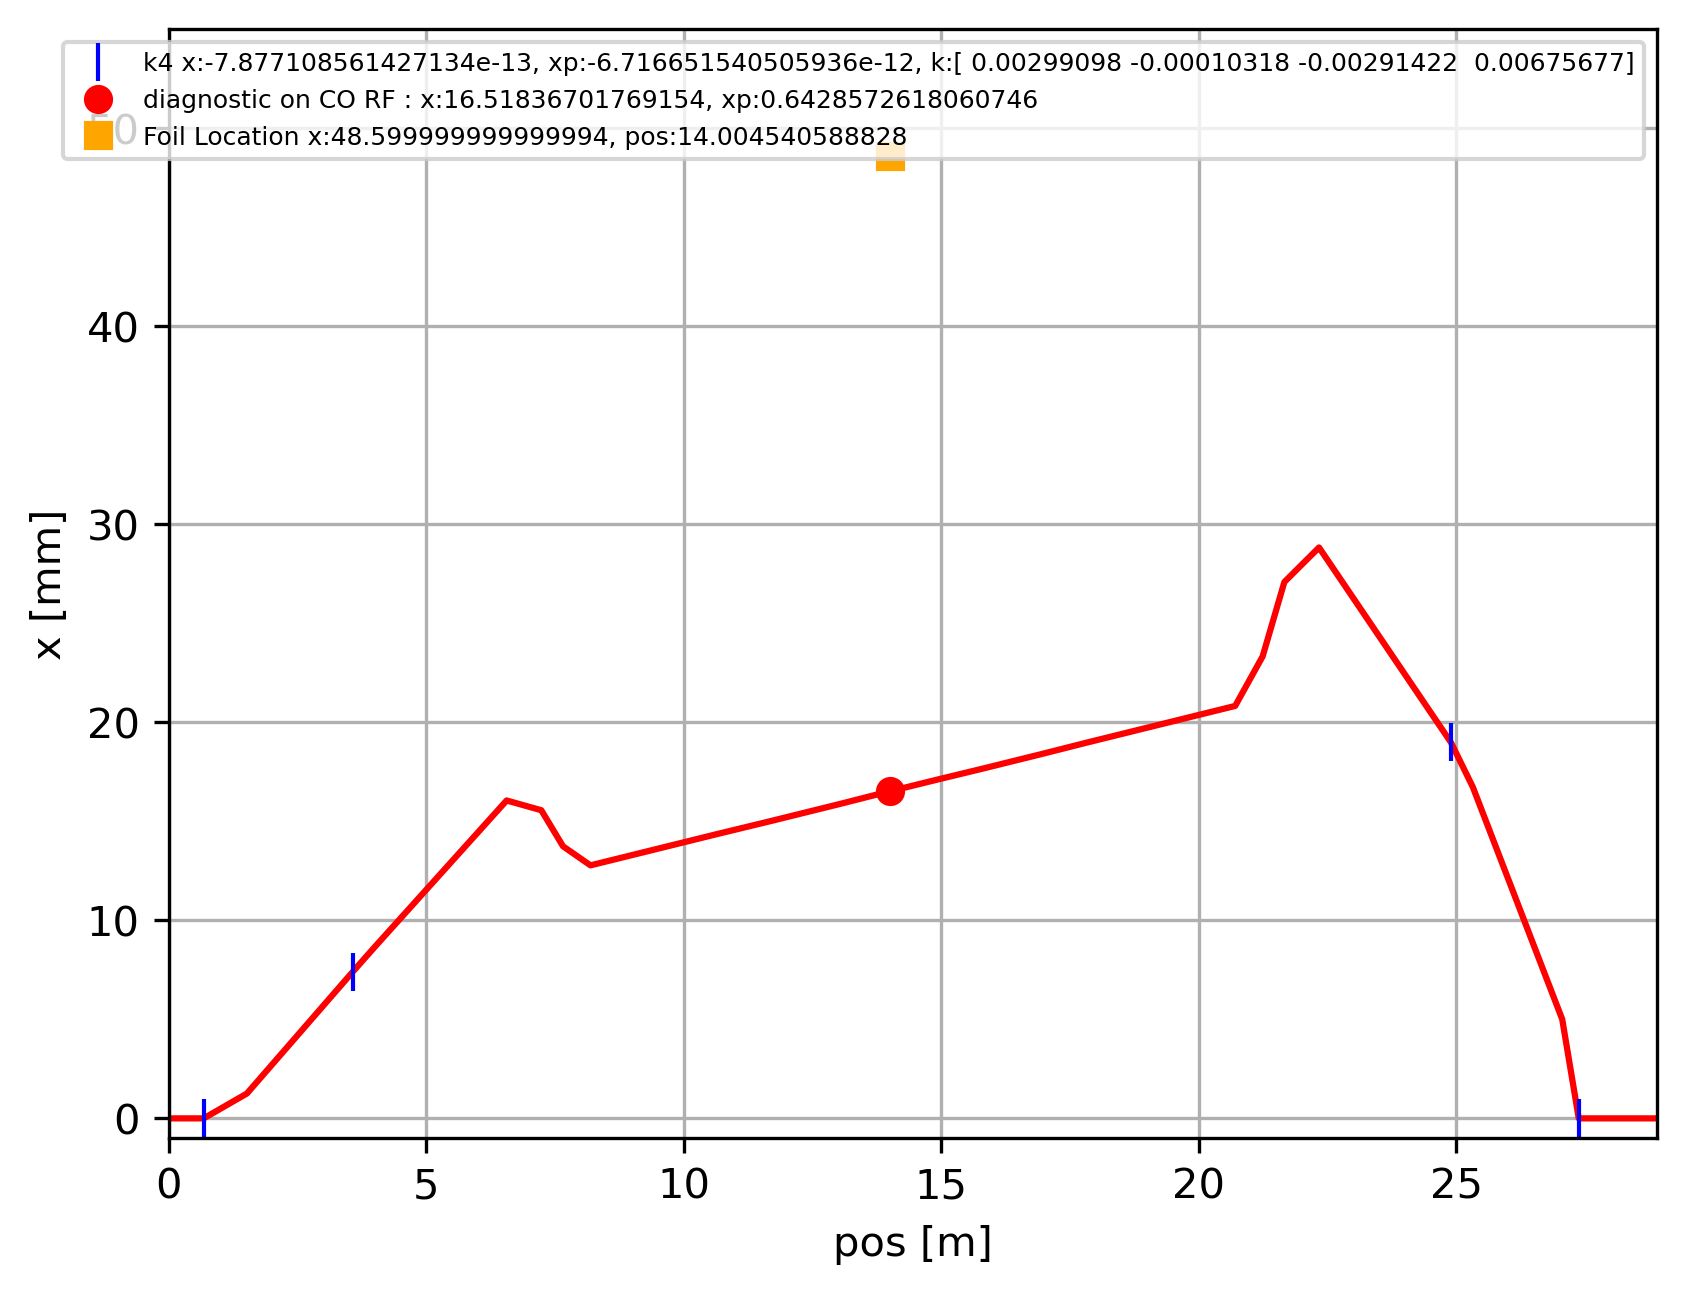 k4 x:-7.877108561427134e-13, xp:-6.716651540505936e-12, k:[ 0.00299098 -0.00010318 -0.00291422  0.00675677]
diagnostic on CO RF : x:16.51836701769154, xp:0.6428572618060746
Foil Location x:48.599999999999994, pos:14.004540588828
50
40
30
20
10
0
x [mm]
0 5 10 15 20 25
pos [m]